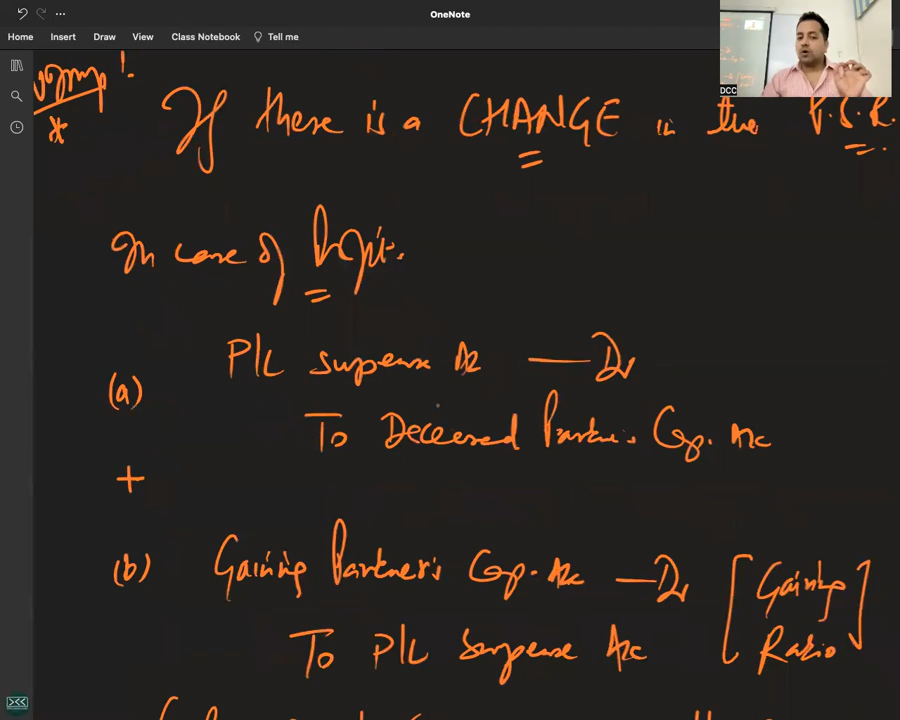 OneNote
Home Insert Draw View Class Notebook Tell me
DCC
If there is a CHANGE in the P.S.R.
In case of Profit.
(a) P/L suspense A/c — Dr
To Deceased Partner's Cap. A/c
+
(b) Gaining Partner's Cap. A/c — Dr [Gaining
To P/L suspense A/c Ratio]